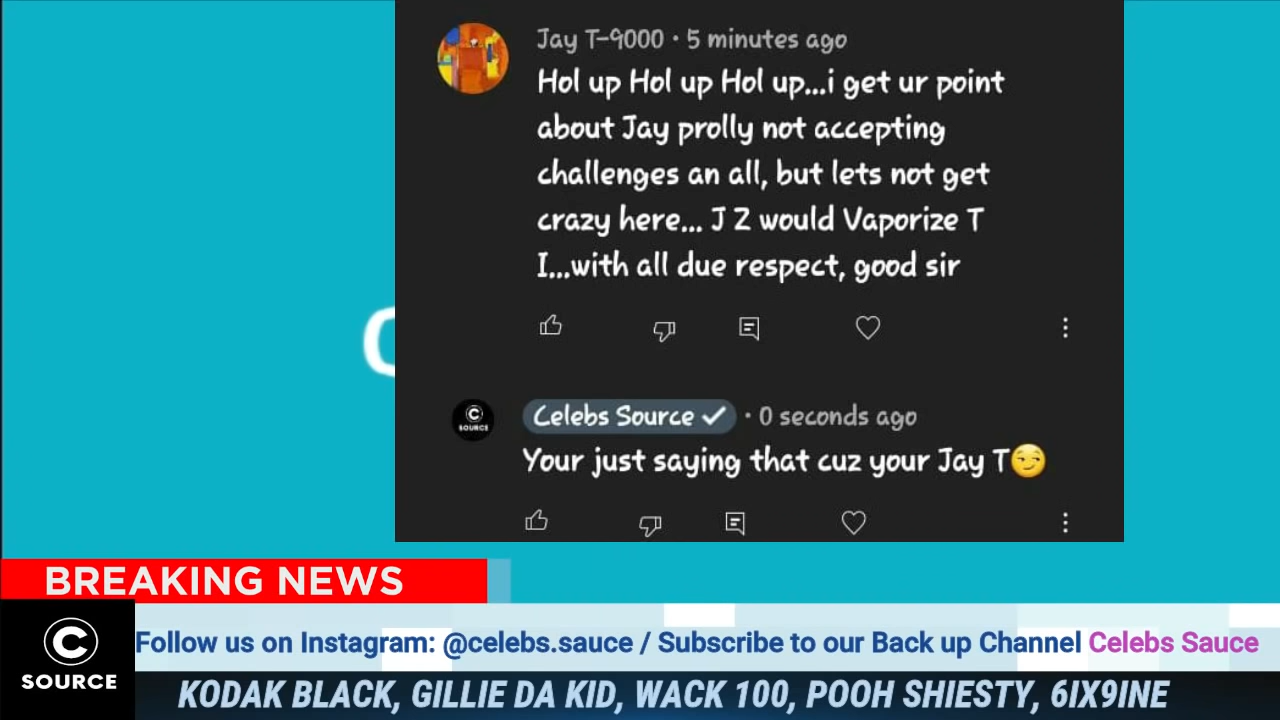 Jay T-9000 · 5 minutes ago
Hol up Hol up Hol up...i get ur point
about Jay prolly not accepting
challenges an all, but lets not get
crazy here... J Z would Vaporize T
I...with all due respect, good sir
C
SOURCE
Celebs Source ✓ · 0 seconds ago
Your just saying that cuz your Jay T😏
C
BREAKING NEWS
C
SOURCE
Follow us on Instagram: @celebs.sauce / Subscribe to our Back up Channel Celebs Sauce
KODAK BLACK, GILLIE DA KID, WACK 100, POOH SHIESTY, 6IX9INE